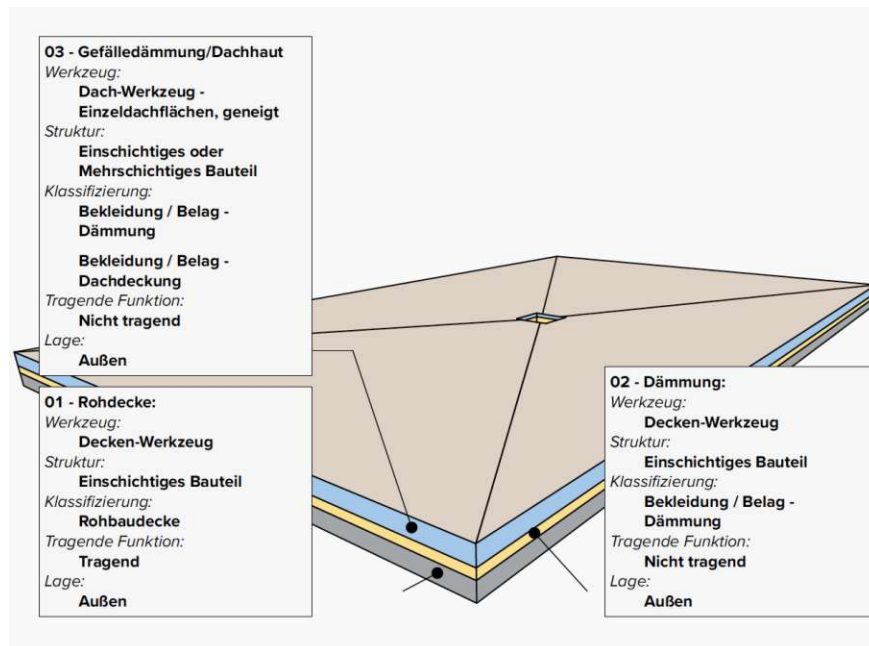 03 - Gefälledämmung/Dachhaut
Werkzeug:
Dach-Werkzeug -
Einzeldachflächen, geneigt
Struktur:
Einschichtiges oder
Mehrschichtiges Bauteil
Klassifizierung:
Bekleidung / Belag -
Dämmung
Bekleidung / Belag -
Dachdeckung
Tragende Funktion:
Nicht tragend
Lage:
Außen
01 - Rohdecke:
Werkzeug:
Decken-Werkzeug
Struktur:
Einschichtiges Bauteil
Klassifizierung:
Rohbaudecke
Tragende Funktion:
Tragend
Lage:
Außen
02 - Dämmung:
Werkzeug:
Decken-Werkzeug
Struktur:
Einschichtiges Bauteil
Klassifizierung:
Bekleidung / Belag -
Dämmung
Tragende Funktion:
Nicht tragend
Lage:
Außen